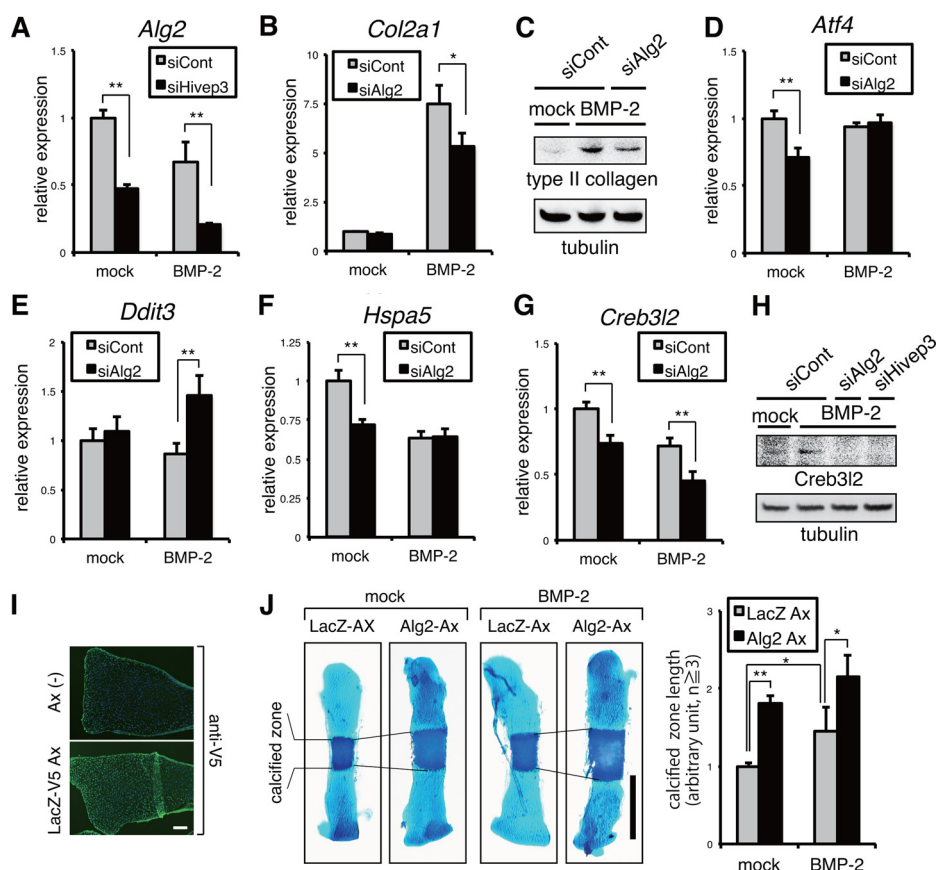 A
Alg2
siCont
siHivep3
relative expression
1.5
1
0.5
0
**
**
mock
BMP-2
B
Col2a1
siCont
siAlg2
relative expression
10
7.5
5
2.5
0
*
mock
BMP-2
C
siCont
siAlg2
mock
BMP-2
type II collagen
tubulin
D
Atf4
siCont
siAlg2
relative expression
1.5
1
0.5
0
**
mock
BMP-2
E
Ddit3
siCont
siAlg2
relative expression
2
1.5
1
0.5
0
**
mock
BMP-2
F
Hspa5
siCont
siAlg2
relative expression
1.25
1
0.75
0.5
0.25
0
**
mock
BMP-2
G
Creb3l2
siCont
siAlg2
relative expression
1.5
1
0.5
0
**
**
mock
BMP-2
H
siCont
siAlg2
siHivep3
mock
BMP-2
Creb3l2
tubulin
I
Ax (-)
LacZ-V5 Ax
anti-V5
J
mock
BMP-2
LacZ-AX
Alg2-Ax
LacZ-Ax
Alg2-Ax
calcified zone
LacZ Ax
Alg2 Ax
calcified zone length
(arbitrary unit, n≧3)
3
2
1
0
**
*
*
mock
BMP-2